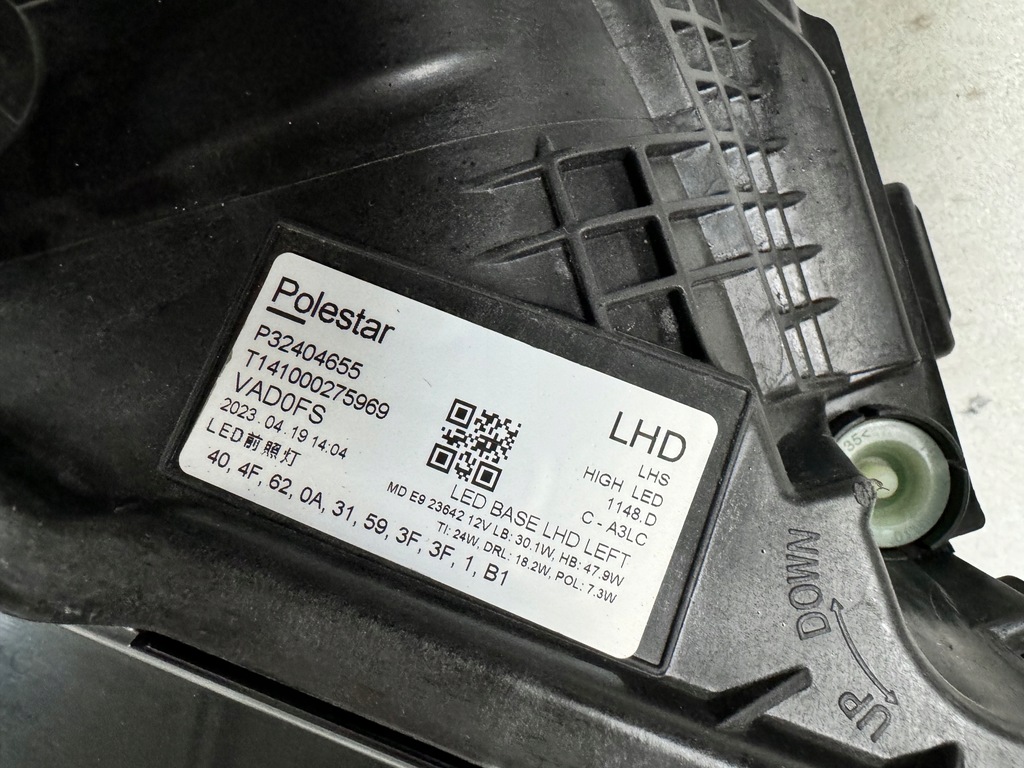 Polestar
P32404655
T141000275969
VAD0FS
2023.04.19 14:04
LED前照灯
40, 4F, 62, 0A, 31, 59, 3F, 3F, 1, B1
LHD
LHS
HIGH LED
1148.D
C-A3LC
LED BASE LHD LEFT
MD E9 23642 12V LB: 30.1W, HB: 47.9W
TI: 24W, DRL: 18.2W, POL: 7.3W
DOWN
UP